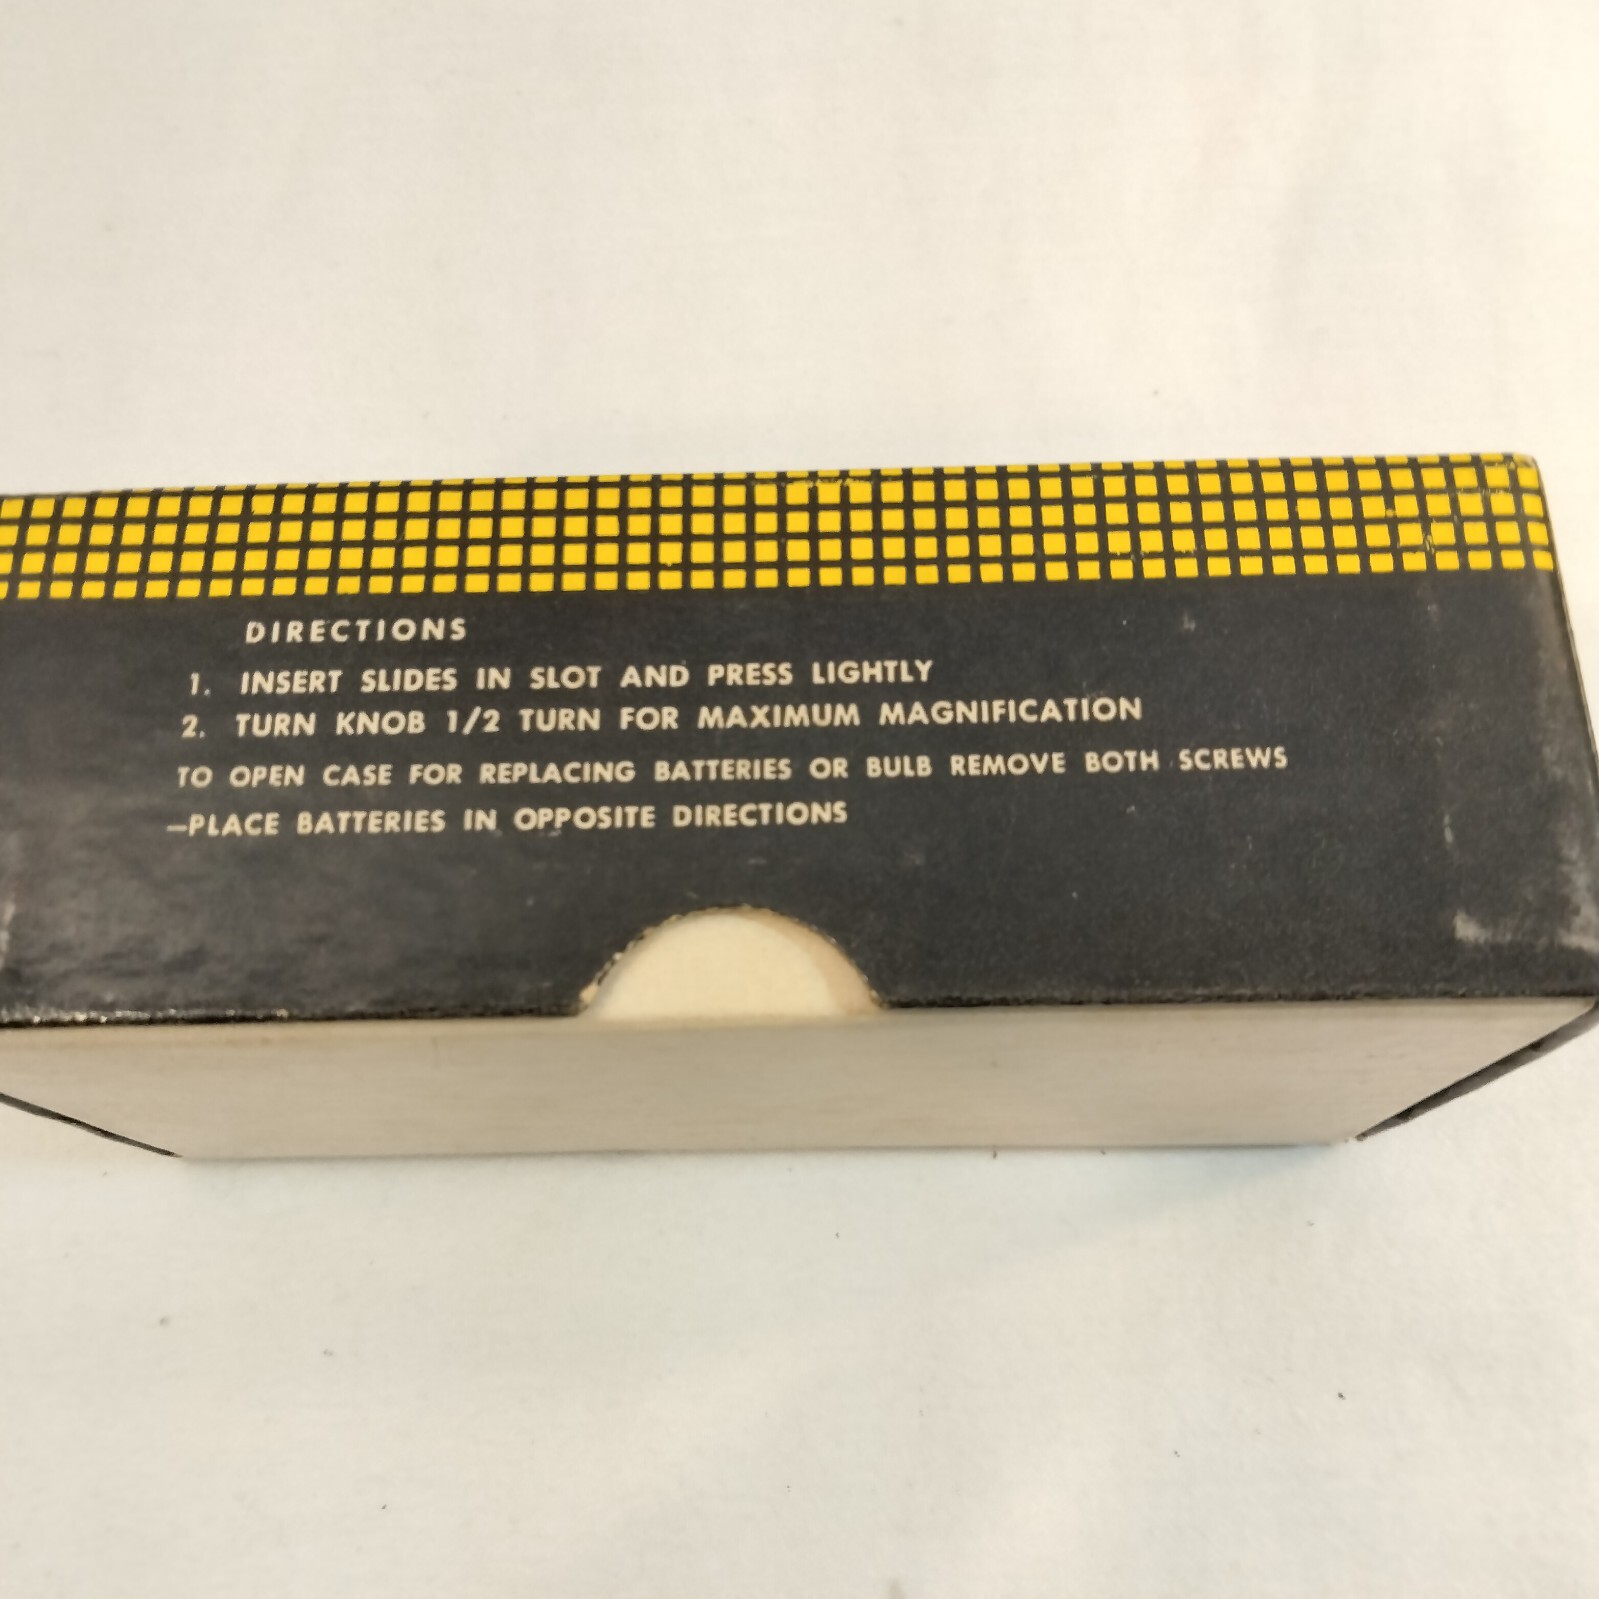 DIRECTIONS
1. INSERT SLIDES IN SLOT AND PRESS LIGHTLY
2. TURN KNOB 1/2 TURN FOR MAXIMUM MAGNIFICATION
TO OPEN CASE FOR REPLACING BATTERIES OR BULB REMOVE BOTH SCREWS
—PLACE BATTERIES IN OPPOSITE DIRECTIONS